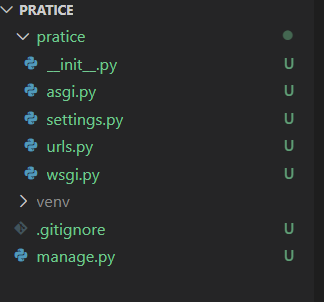 PRATICE
pratice
__init__.py U
asgi.py U
settings.py U
urls.py U
wsgi.py U
venv
.gitignore U
manage.py U